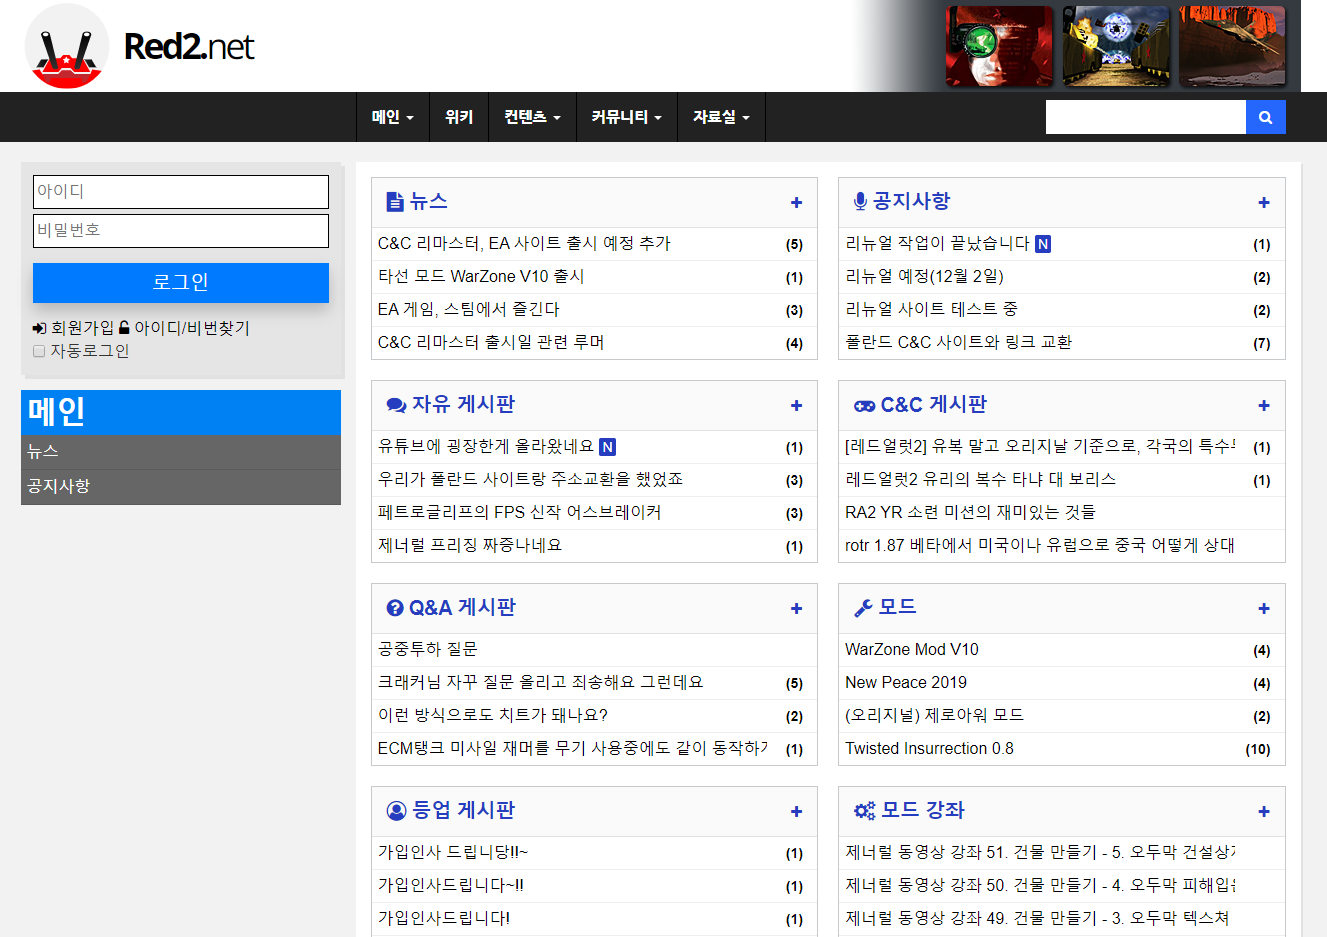 Red2.net
메인
위키
컨텐츠
커뮤니티
자료실
아이디
비밀번호
로그인
회원가입 아이디/비번찾기
자동로그인
메인
뉴스
공지사항
뉴스 +
C&C 리마스터, EA 사이트 출시 예정 추가 (5)
타선 모드 WarZone V10 출시 (1)
EA 게임, 스팀에서 즐긴다 (3)
C&C 리마스터 출시일 관련 루머 (4)
공지사항 +
리뉴얼 작업이 끝났습니다 N (1)
리뉴얼 예정(12월 2일) (2)
리뉴얼 사이트 테스트 중 (2)
폴란드 C&C 사이트와 링크 교환 (7)
자유 게시판 +
유튜브에 굉장한게 올라왔네요 N (1)
우리가 폴란드 사이트랑 주소교환을 했었죠 (3)
페트로글리프의 FPS 신작 어스브레이커 (3)
제너럴 프리징 짜증나네요 (1)
C&C 게시판 +
[레드얼럿2] 유복 말고 오리지날 기준으로, 각국의 (1)
레드얼럿2 유리의 복수 타냐 대 보리스 (1)
RA2 YR 소련 미션의 재미있는 것들
rotr 1.87 베타에서 미국이나 유럽으로 중국 어떻게 상대
Q&A 게시판 +
공중투하 질문
크래커님 자꾸 질문 올리고 죄송해요 그런데요 (5)
이런 방식으로도 치트가 돼나요? (2)
ECM탱크 미사일 재머를 무기 사용중에도 같이 (1)
모드 +
WarZone Mod V10 (4)
New Peace 2019 (4)
(오리지널) 제로아워 모드 (2)
Twisted Insurrection 0.8 (10)
등업 게시판 +
가입인사 드립니당!!~ (1)
가입인사드립니다~!! (1)
가입인사드립니다! (1)
모드 강좌 +
제너럴 동영상 강좌 51. 건물 만들기 - 5. 오두막
제너럴 동영상 강좌 50. 건물 만들기 - 4. 오두막
제너럴 동영상 강좌 49. 건물 만들기 - 3. 오두막 텍스쳐